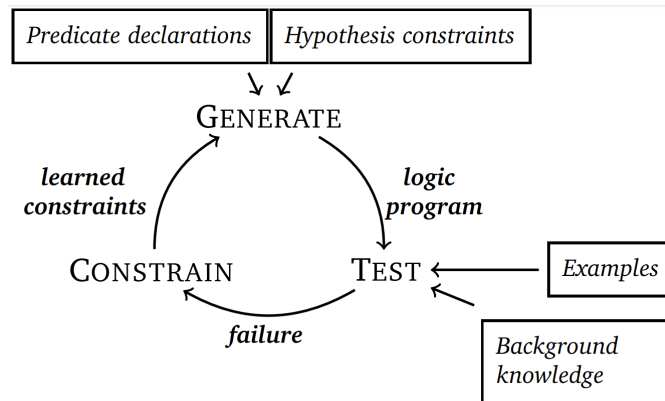 Predicate declarations
Hypothesis constraints
GENERATE
learned
constraints
logic
program
CONSTRAIN
TEST
Examples
failure
Background
knowledge